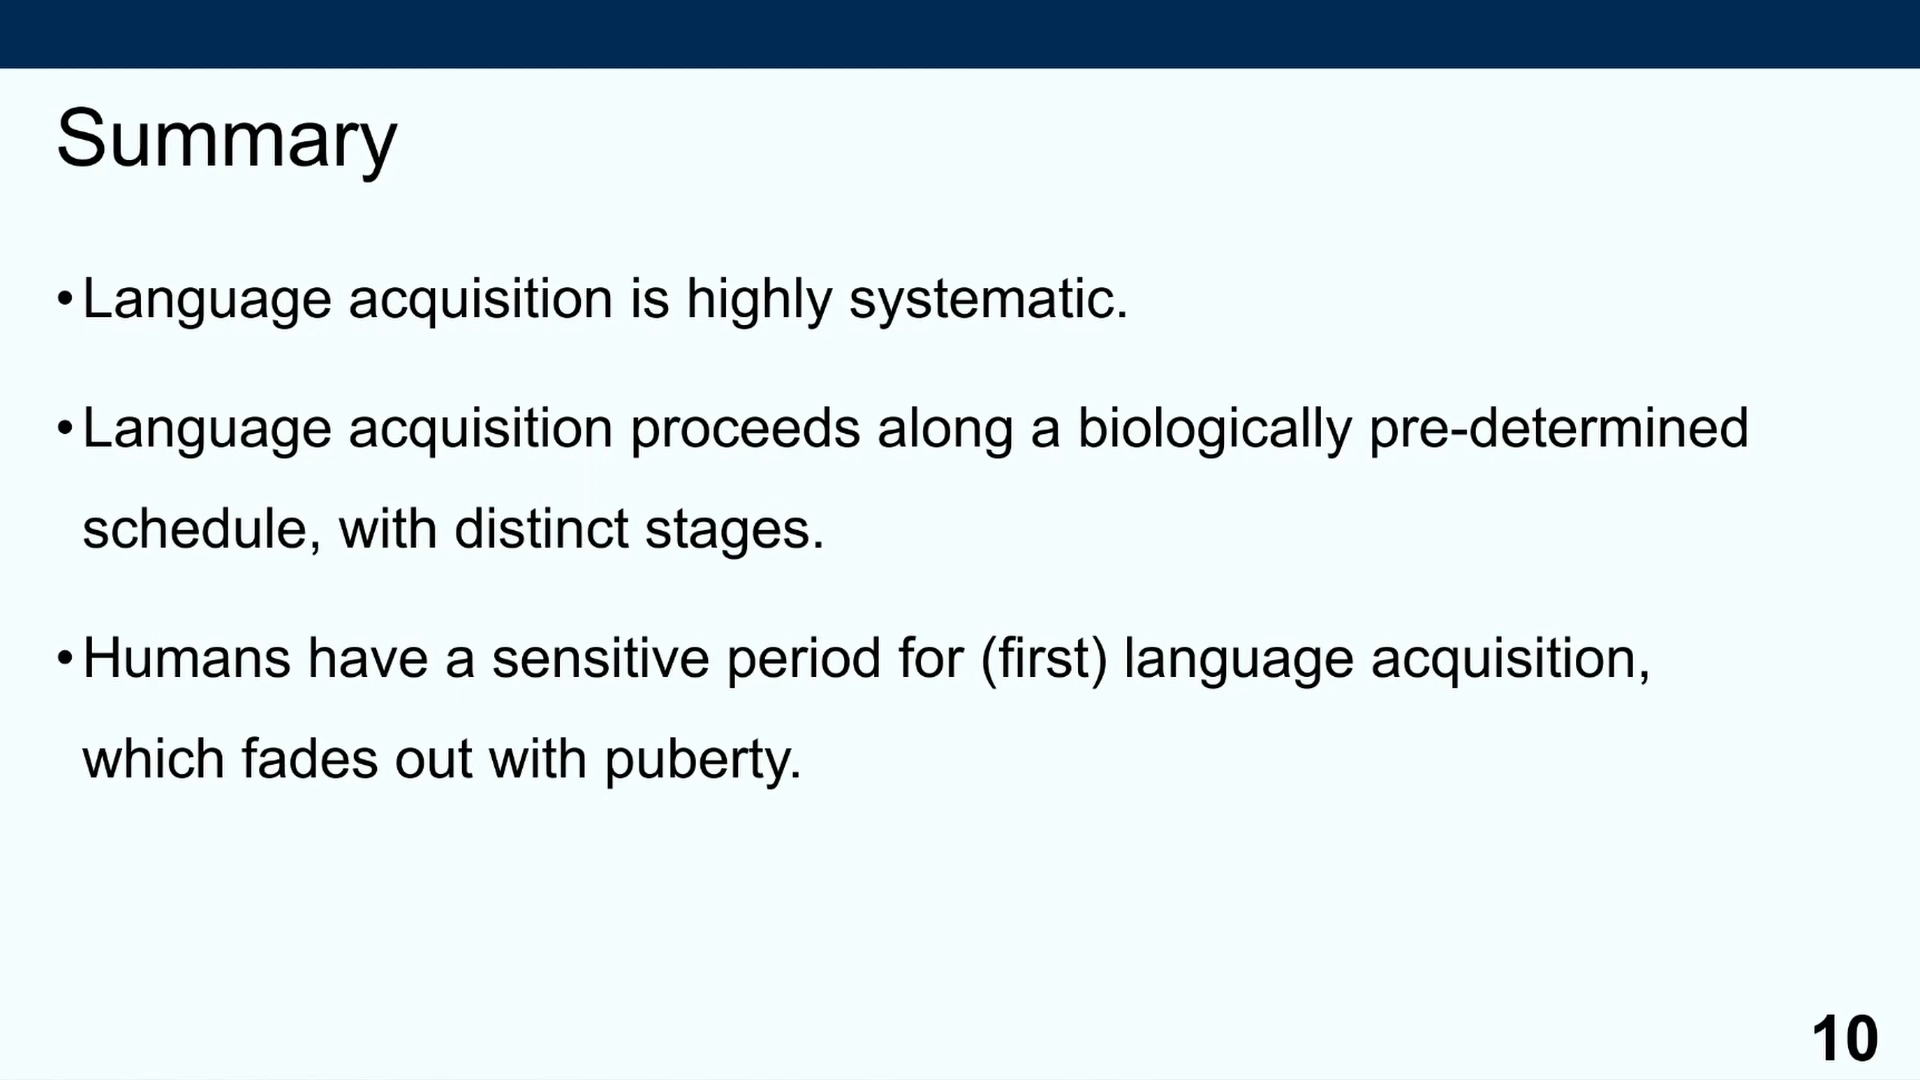 Summary
•Language acquisition is highly systematic.
•Language acquisition proceeds along a biologically pre-determined
schedule, with distinct stages.
•Humans have a sensitive period for (first) language acquisition,
which fades out with puberty.
10